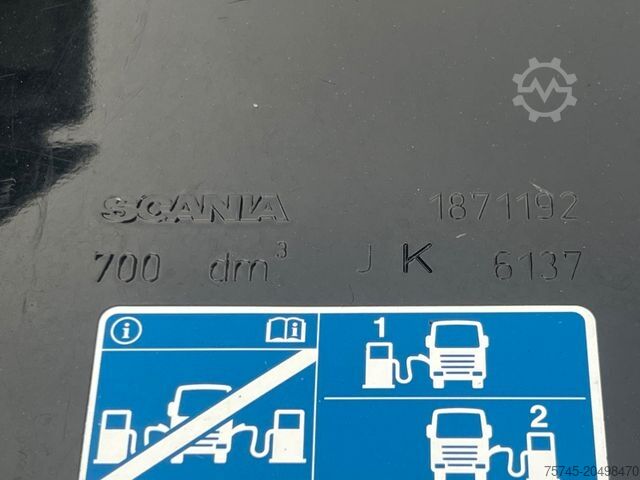 SCANIA 1871192
700 dm³ J K 6137
i
1
2
75745-20498470